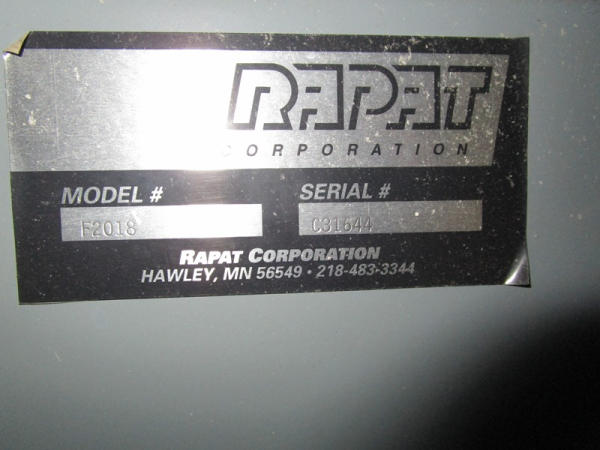 RAPAT
CORPORATION
MODEL # SERIAL #
F2018 C31644
RAPAT CORPORATION
HAWLEY, MN 56549 · 218-483-3344